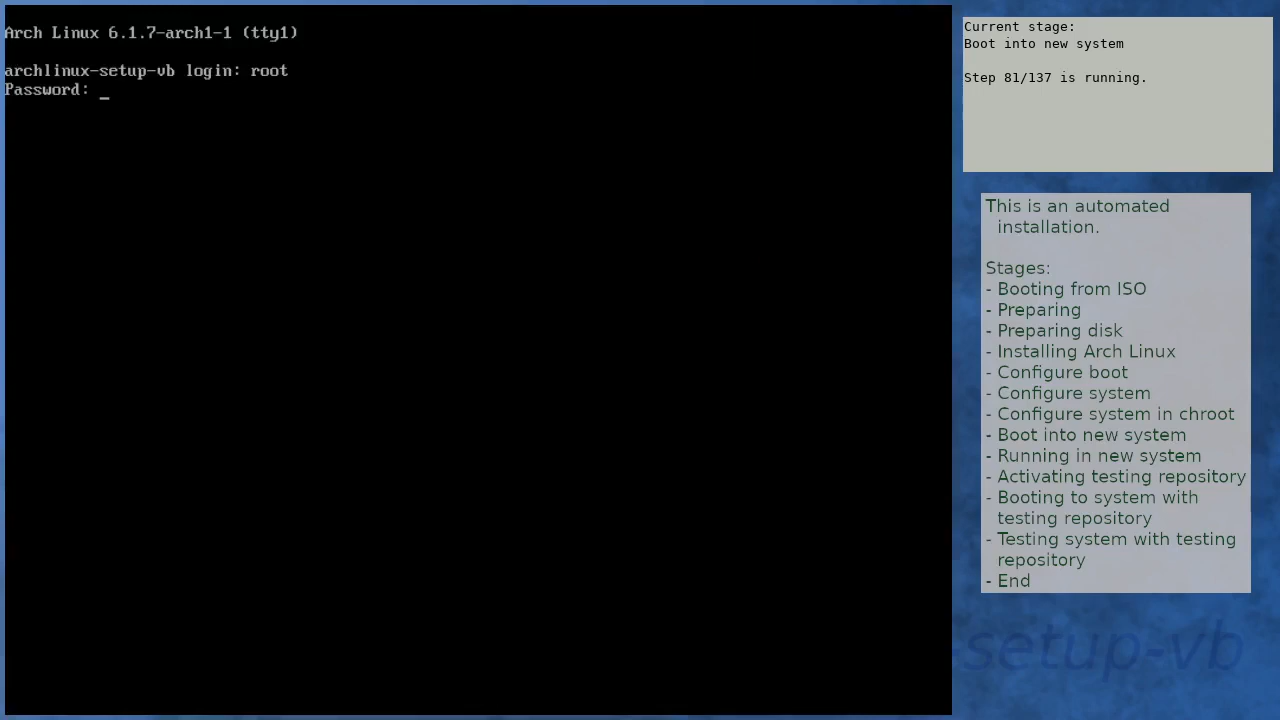 Arch Linux 6.1.7-arch1-1 (tty1)
archlinux-setup-vb login: root
Password: _
Current stage:
Boot into new system
Step 81/137 is running.
This is an automated
installation.
Stages:
- Booting from ISO
- Preparing
- Preparing disk
- Installing Arch Linux
- Configure boot
- Configure system
- Configure system in chroot
- Boot into new system
- Running in new system
- Activating testing repository
- Booting to system with
testing repository
- Testing system with testing
repository
- End
-setup-vb